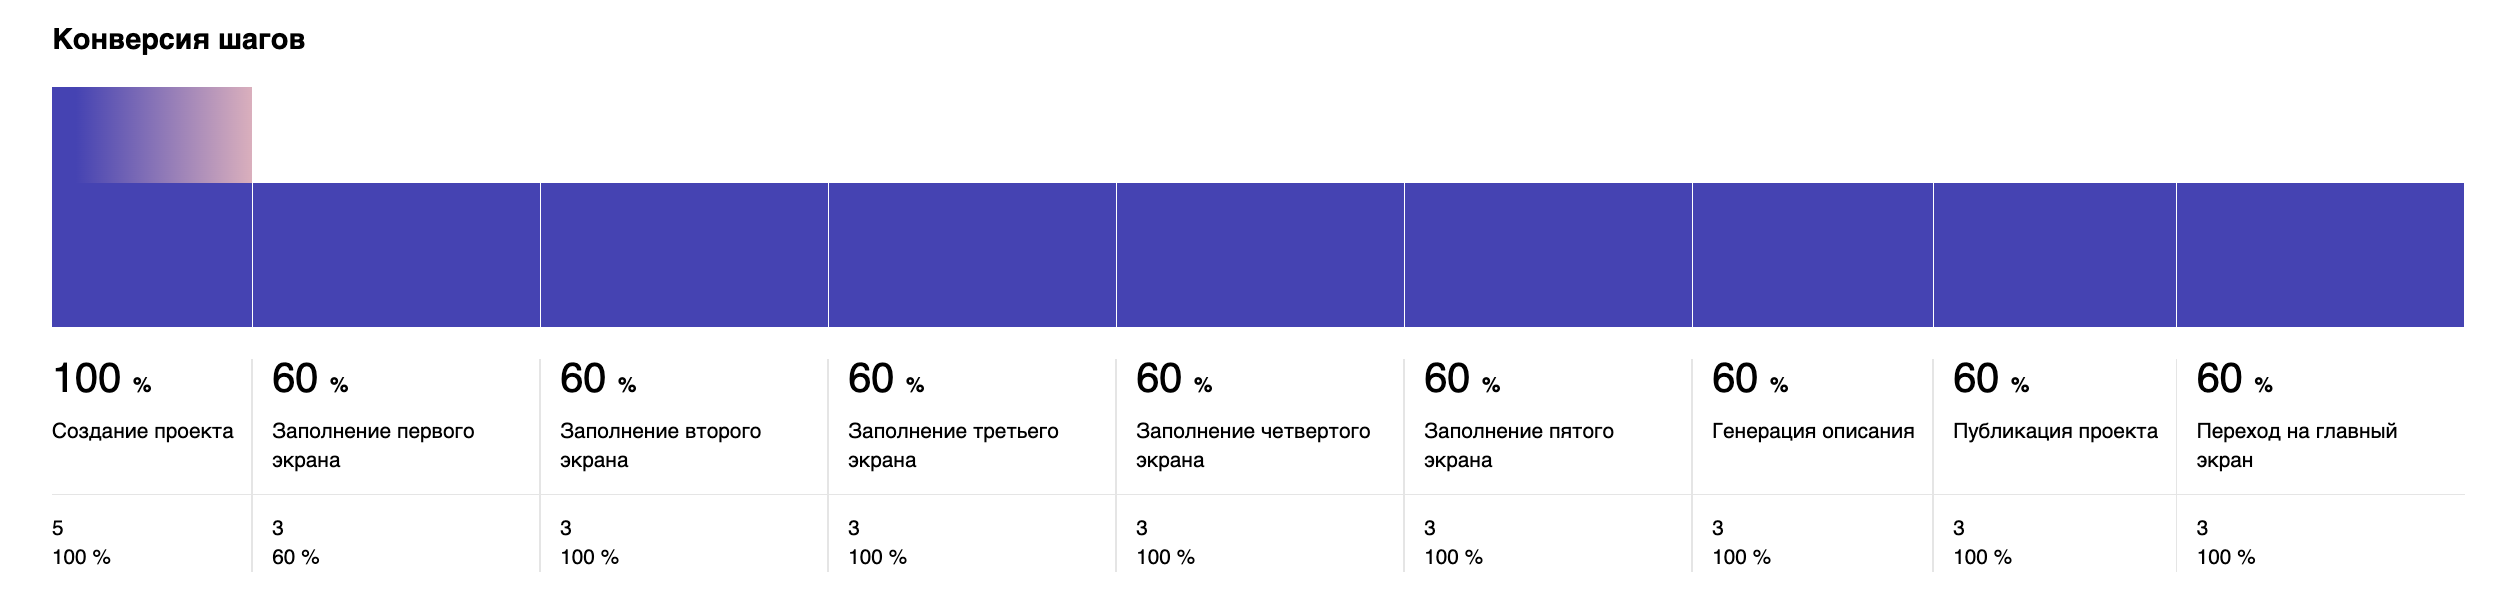 Конверсия шагов
100 %
Создание проекта
5
100 %
60 %
Заполнение первого
экрана
3
60 %
60 %
Заполнение второго
экрана
3
100 %
60 %
Заполнение третьего
экрана
3
100 %
60 %
Заполнение четвертого
экрана
3
100 %
60 %
Заполнение пятого
экрана
3
100 %
60 %
Генерация описания
3
100 %
60 %
Публикация проекта
3
100 %
60 %
Переход на главный
экран
3
100 %